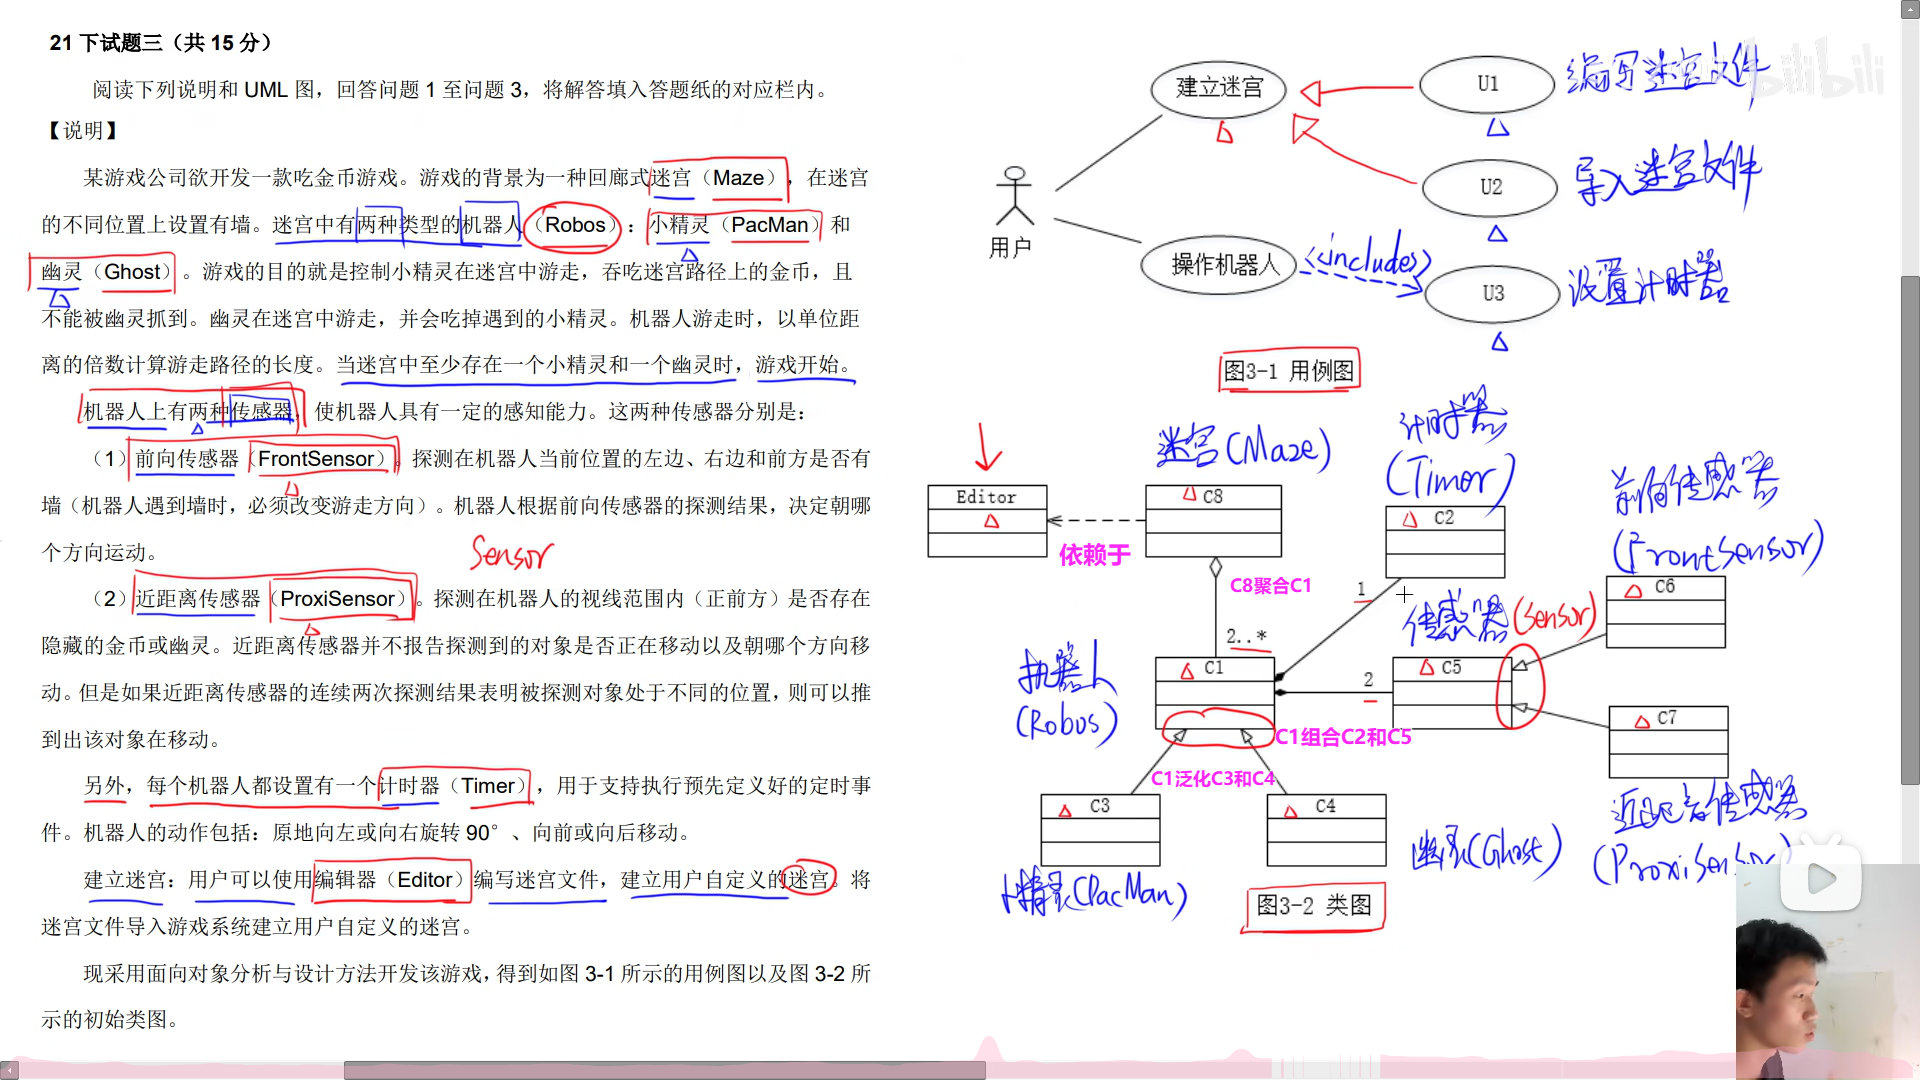 21 下试题三（共 15 分）
阅读下列说明和 UML 图，回答问题 1 至问题 3，将解答填入答题纸的对应栏内。
【说明】
某游戏公司欲开发一款吃金币游戏。游戏的背景为一种回廊式迷宫（Maze），在迷宫
的不同位置上设置有墙。迷宫中有两种类型的机器人（Robos）：小精灵（PacMan）和
幽灵（Ghost）。游戏的目的就是控制小精灵在迷宫中游走，吞吃迷宫路径上的金币，且
不能被幽灵抓到。幽灵在迷宫中游走，并会吃掉遇到的小精灵。机器人游走时，以单位距
离的倍数计算游走路径的长度。当迷宫中至少存在一个小精灵和一个幽灵时，游戏开始。
机器人上有两种传感器，使机器人具有一定的感知能力。这两种传感器分别是：
（1）前向传感器（FrontSensor）。探测在机器人当前位置的左边、右边和前方是否有
墙（机器人遇到墙时，必须改变游走方向）。机器人根据前向传感器的探测结果，决定朝哪
个方向运动。
Sensor
（2）近距离传感器（ProxiSensor）。探测在机器人的视线范围内（正前方）是否存在
隐藏的金币或幽灵。近距离传感器并不报告探测到的对象是否正在移动以及朝哪个方向移
动。但是如果近距离传感器的连续两次探测结果表明被探测对象处于不同的位置，则可以推
到出该对象在移动。
另外，每个机器人都设置有一个计时器（Timer），用于支持执行预先定义好的定时事
件。机器人的动作包括：原地向左或向右旋转 90°、向前或向后移动。
建立迷宫：用户可以使用编辑器（Editor）编写迷宫文件，建立用户自定义的迷宫。将
迷宫文件导入游戏系统建立用户自定义的迷宫。
现采用面向对象分析与设计方法开发该游戏，得到如图 3-1 所示的用例图以及图 3-2 所
示的初始类图。
bilibili
建立迷宫
U1
编写迷宫文件
U2
导入迷宫文件
用户
操作机器人
<<includes>>
U3
设置计时器
图3-1 用例图
计时器
(Timor)
迷宫(Maze)
前向传感器
(FrontSensor)
Editor
C8
C2
依赖于
C8聚合C1
1
传感器(Sensor)
C6
2..*
机器人
(Robos)
C1
2
C5
C7
C1组合C2和C5
C1泛化C3和C4
C3
C4
近距离传感器
(ProxiSensor)
幽灵(Ghost)
小精灵(PacMan)
图3-2 类图